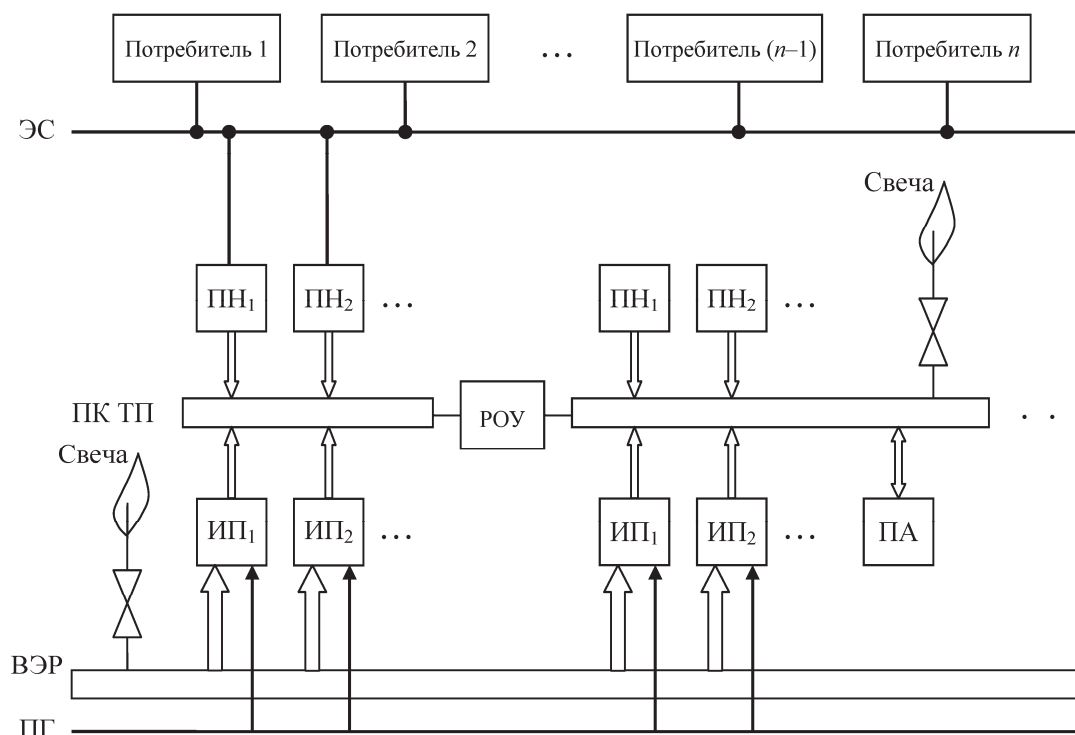 Потребитель 1 Потребитель 2 … Потребитель (n–1) Потребитель n
ЭС
Свеча
ПН₁ ПН₂ … ПН₁ ПН₂ …
ПК ТП РОУ . .
Свеча
ИП₁ ИП₂ … ИП₁ ИП₂ … ПА
ВЭР
ПГ